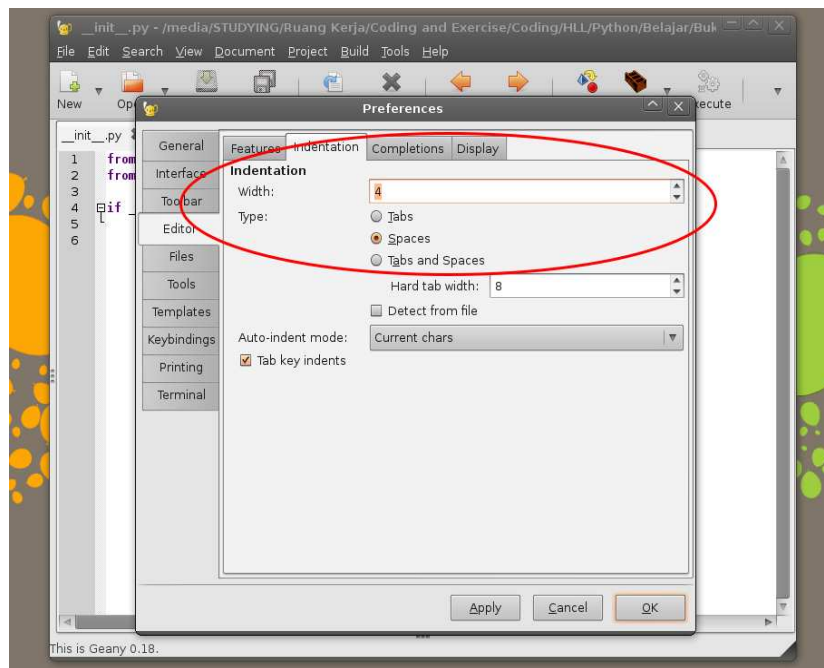 __init__.py - /media/STUDYING/Ruang Kerja/Coding and Exercise/Coding/HLL/Python/Belajar/Buk
File Edit Search View Document Project Build Tools Help
New Op
Preferences
__init__.py
General
Interface
Toolbar
Editor
Files
Tools
Templates
Keybindings
Printing
Terminal
Features Indentation Completions Display
Indentation
Width: 4
Type: Tabs
Spaces
Tabs and Spaces
Hard tab width: 8
Detect from file
Auto-indent mode: Current chars
Tab key indents
1 from
2 from
3
4 if _
5
6
Apply Cancel OK
This is Geany 0.18.